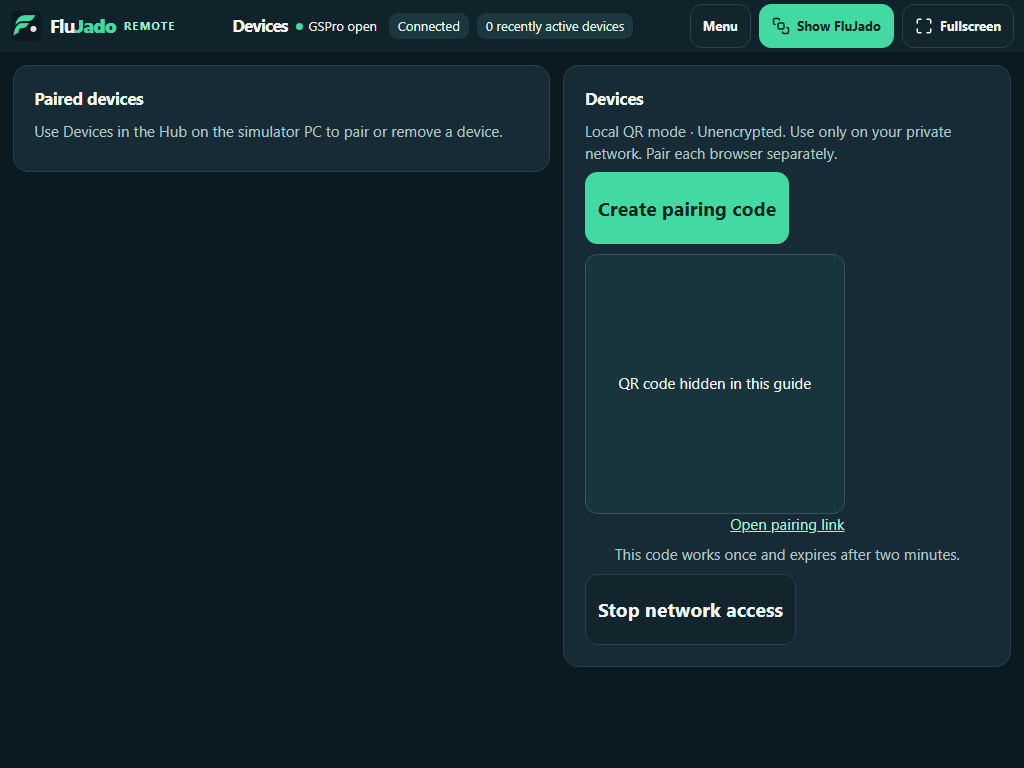 FluJado REMOTE
Devices GSPro open Connected 0 recently active devices Menu Show FluJado Fullscreen
Paired devices
Use Devices in the Hub on the simulator PC to pair or remove a device.
Devices
Local QR mode · Unencrypted. Use only on your private
network. Pair each browser separately.
Create pairing code
QR code hidden in this guide
Open pairing link
This code works once and expires after two minutes.
Stop network access